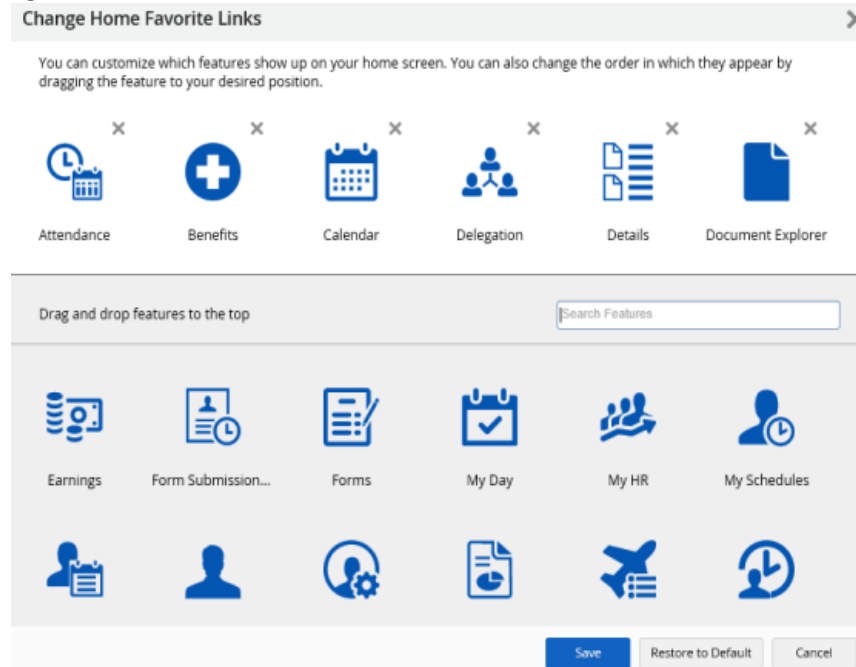 Change Home Favorite Links
You can customize which features show up on your home screen. You can also change the order in which they appear by
dragging the feature to your desired position.
Attendance
Benefits
Calendar
Delegation
Details
Document Explorer
Drag and drop features to the top
Search Features
Earnings
Form Submission...
Forms
My Day
My HR
My Schedules
Save
Restore to Default
Cancel